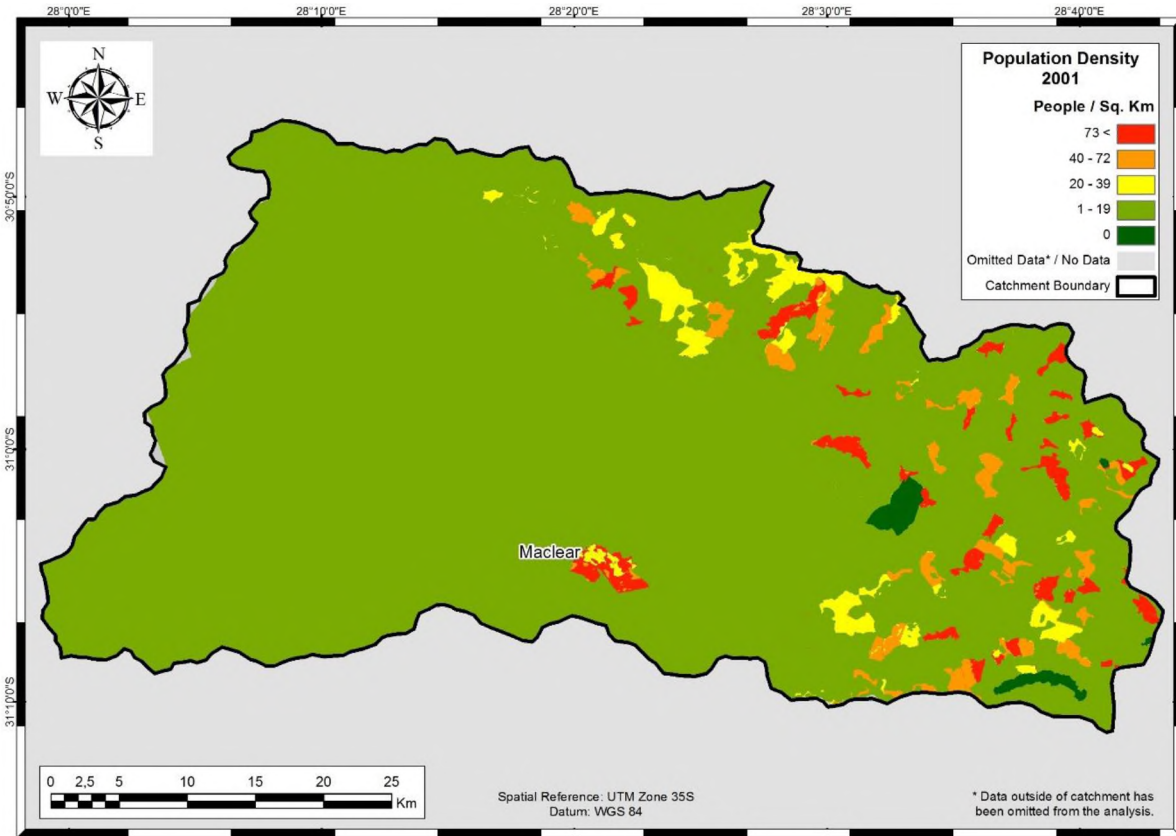 28°0'0"E 28°10'0"E 28°20'0"E 28°30'0"E 28°40'0"E
N
W E
S
Population Density
2001
People / Sq. Km
73 <
40 - 72
20 - 39
1 - 19
0
Omitted Data* / No Data
Catchment Boundary
30°50'0"S
31°0'0"S
31°10'0"S
Maclear
0 2,5 5 10 15 20 25
Km
Spatial Reference: UTM Zone 35S
Datum: WGS 84
* Data outside of catchment has
been omitted from the analysis.